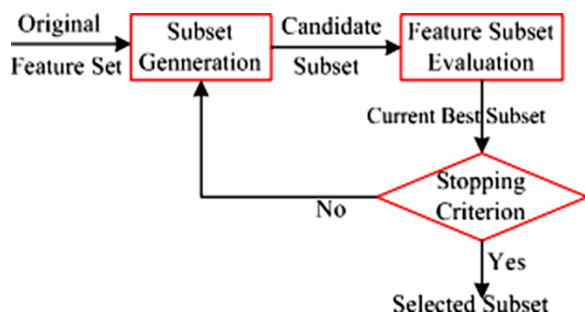 Original
Feature Set
Subset
Genneration
Candidate
Subset
Feature Subset
Evaluation
Current Best Subset
Stopping
Criterion
No
Yes
Selected Subset